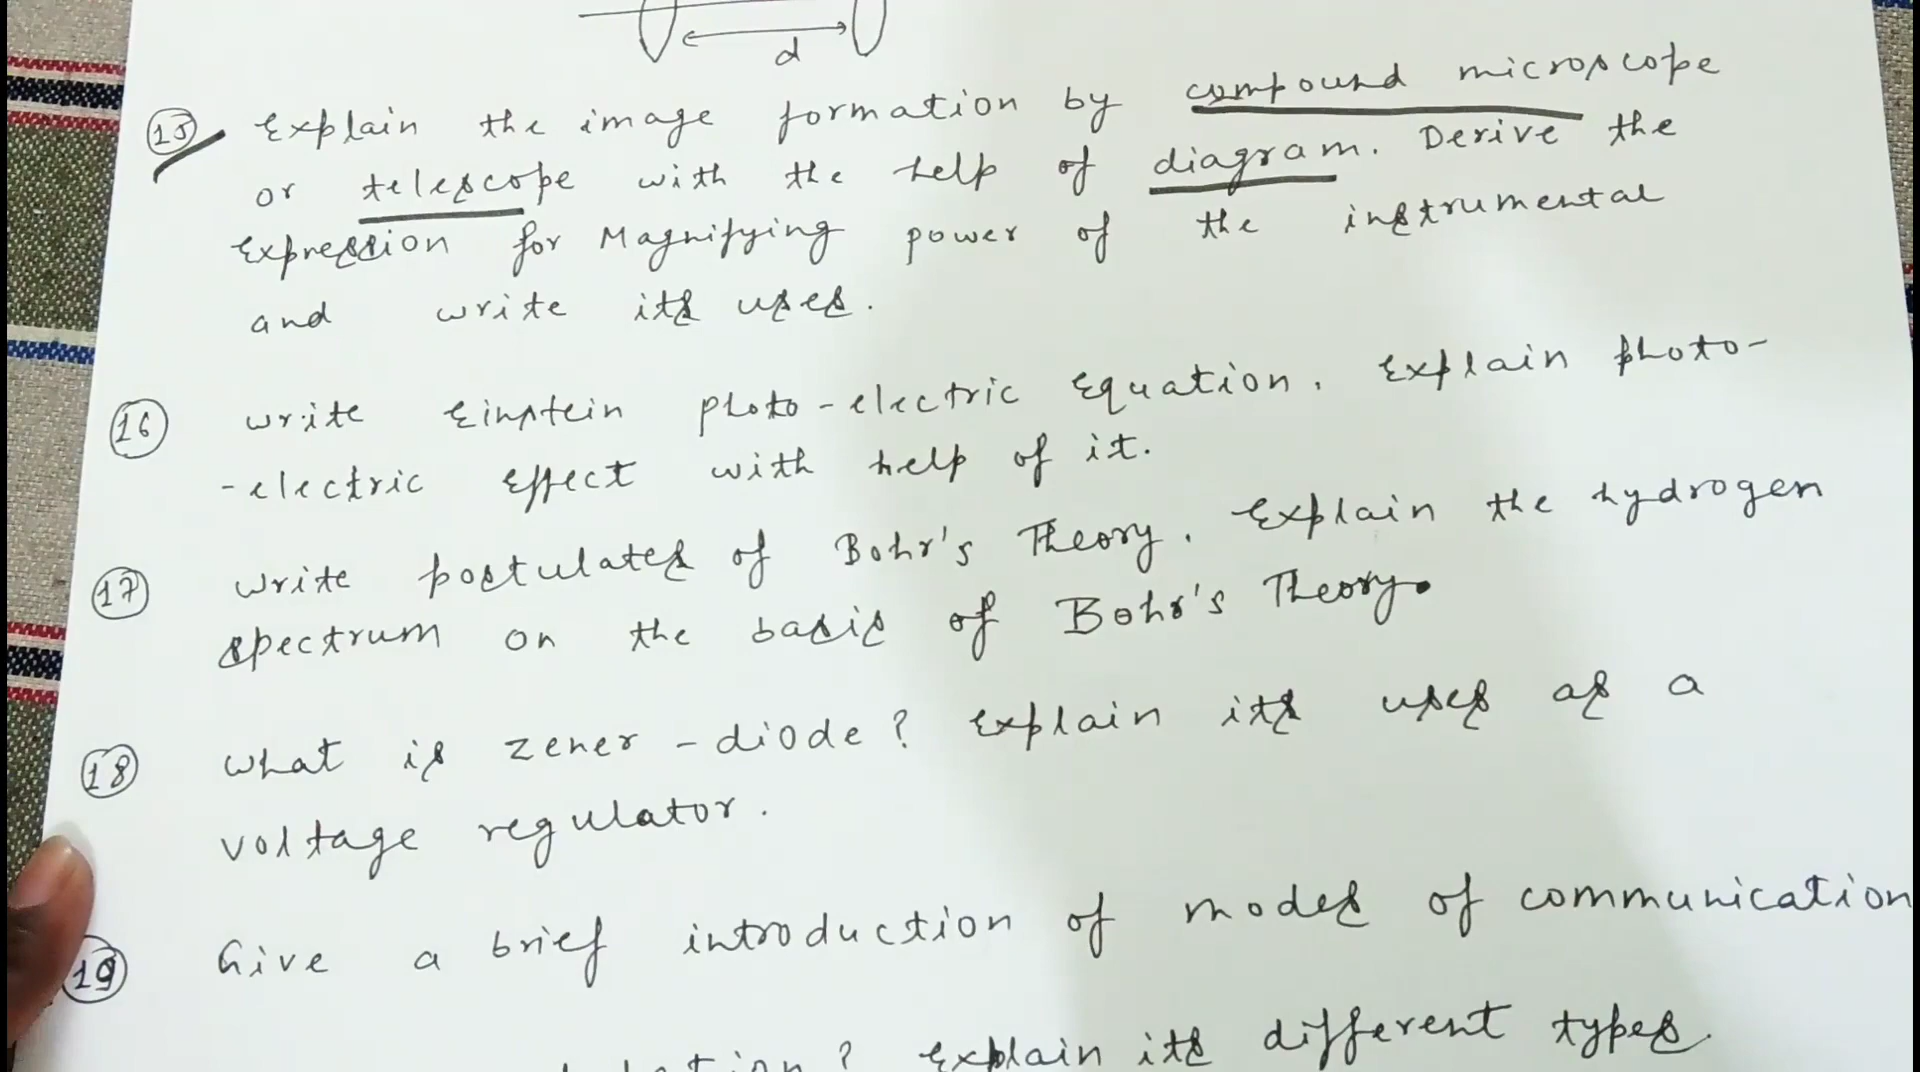 d
15 Explain the image formation by compound microscope
or telescope with the help of diagram. Derive the
Expression for Magnifying power of the instrumental
and write its uses.
16 Write Einstein photo-electric Equation. Explain photo-
-electric Effect with help of it.
17 Write postulates of Bohr's Theory. Explain the hydrogen
spectrum on the basis of Bohr's Theory.
18 What is zener-diode? Explain its uses as a
voltage regulator.
19 Give a brief introduction of modes of communication
? Explain its different types.